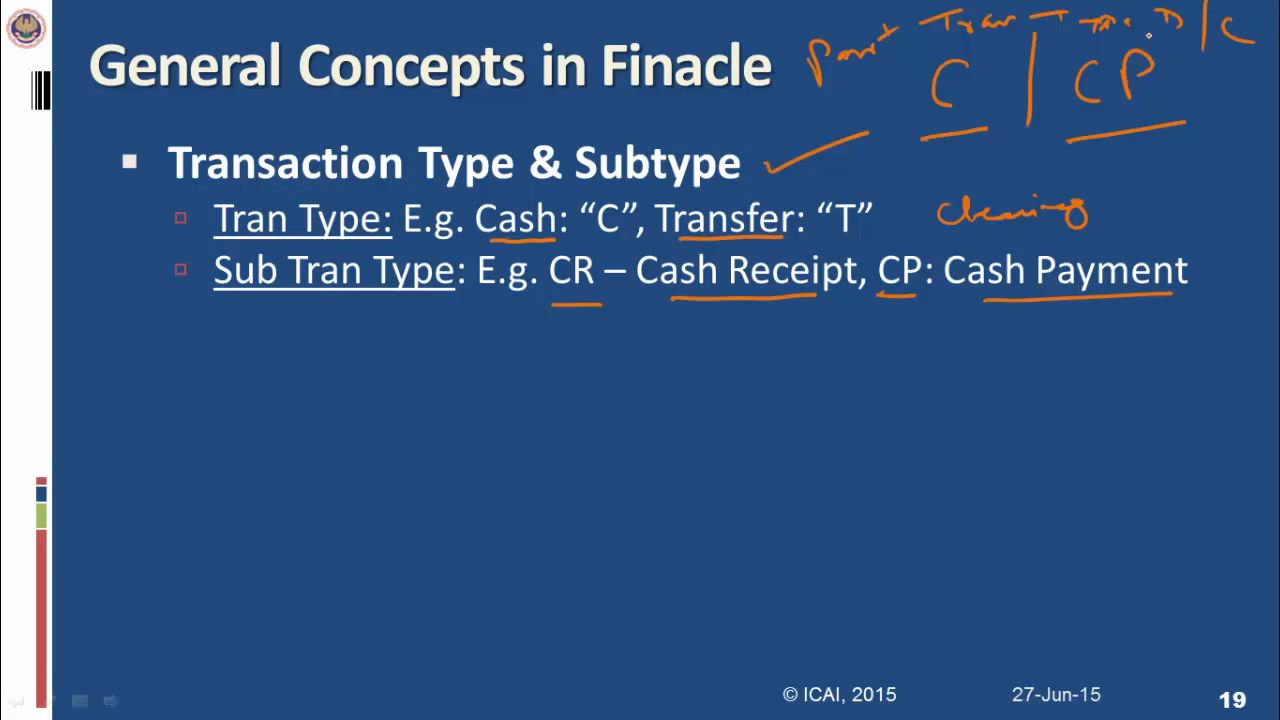 Part Tran T D/C
General Concepts in Finacle C | CP
▪ Transaction Type & Subtype
▫ Tran Type: E.g. Cash: “C”, Transfer: “T” clearing
▫ Sub Tran Type: E.g. CR – Cash Receipt, CP: Cash Payment
© ICAI, 2015 27-Jun-15 19